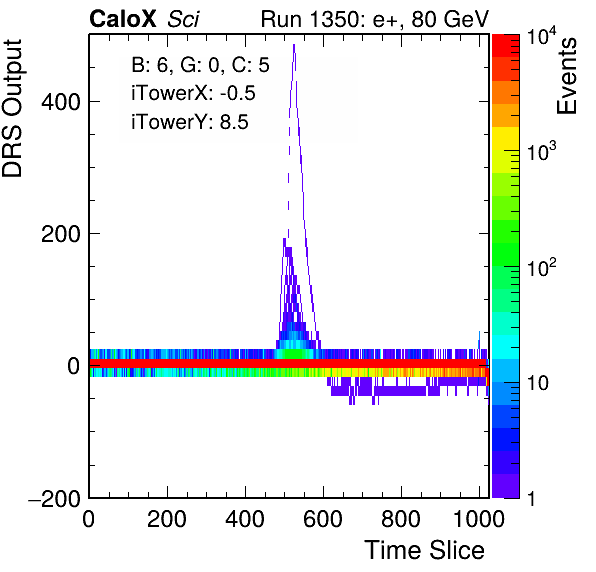 CaloX Sci Run 1350: e+, 80 GeV
B: 6, G: 0, C: 5
iTowerX: -0.5
iTowerY: 8.5
DRS Output
400
200
0
−200
0 200 400 600 800 1000
Time Slice
Events
10^4
10^3
10^2
10
1